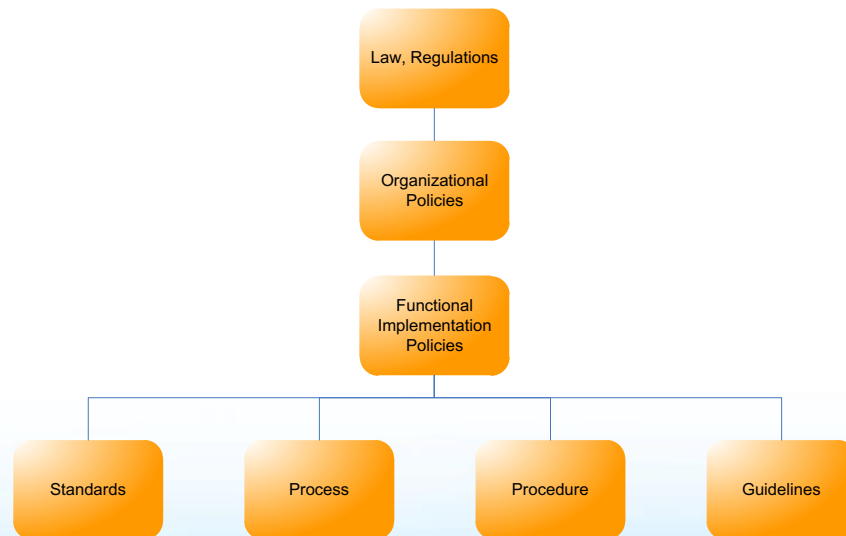 Law, Regulations
Organizational
Policies
Functional
Implementation
Policies
Standards
Process
Procedure
Guidelines